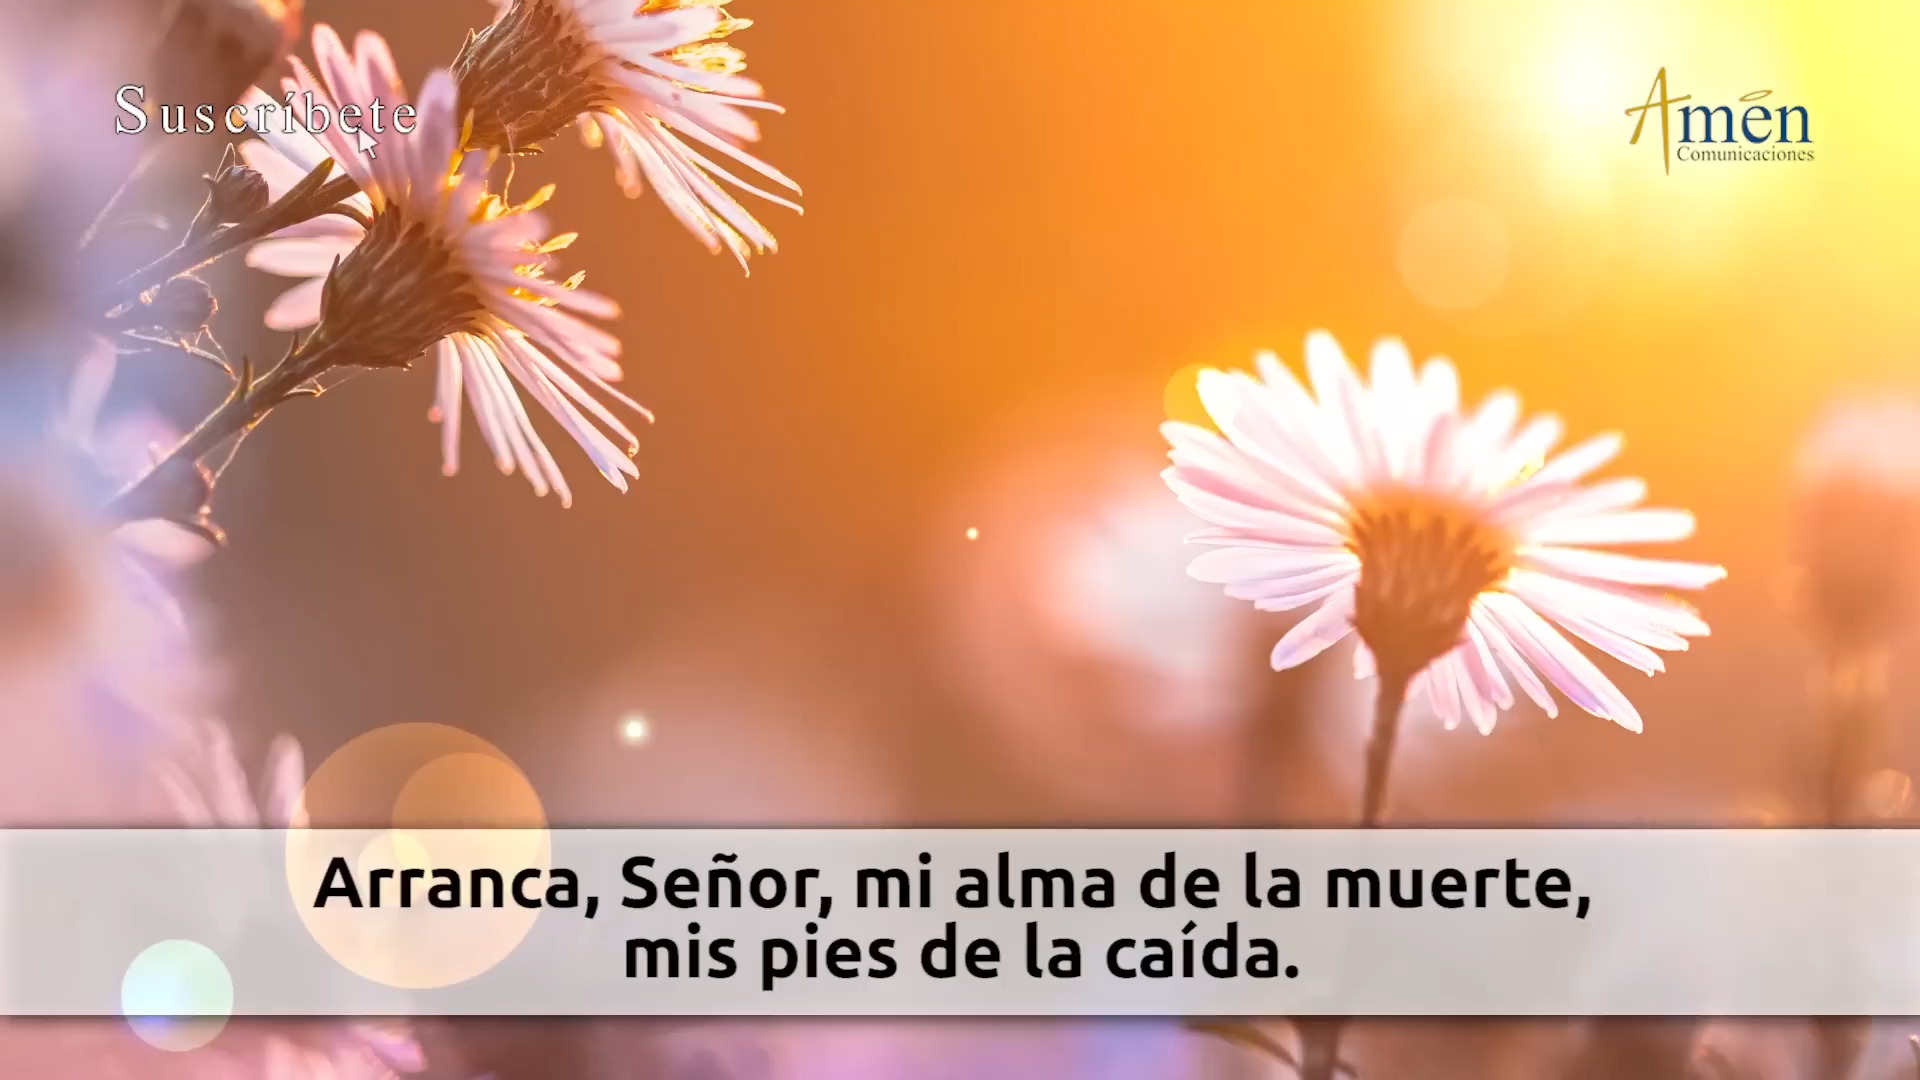 Suscríbete
Amén
Comunicaciones
Arranca, Señor, mi alma de la muerte,
mis pies de la caída.